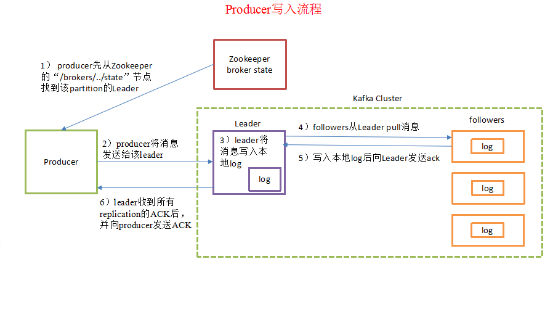 Producer写入流程
Zookeeper
broker state
1） producer先从Zookeeper
的“/brokers/../state”节点
找到该partition的Leader
Kafka Cluster
Leader
followers
Producer
2）producer将消息
发送给该leader
3）leader将
消息写入本
地log
log
4）followers从Leader pull消息
5）写入本地log后向Leader发送ack
log
log
log
6）leader收到所有
replication的ACK后，
并向producer发送ACK